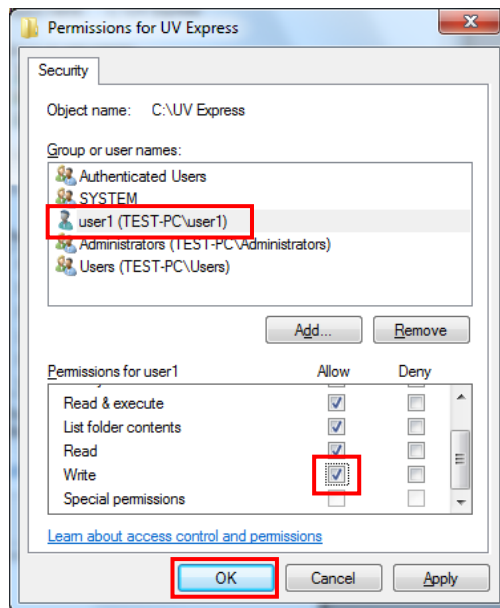 Permissions for UV Express
Security
Object name: C:\UV Express
Group or user names:
Authenticated Users
SYSTEM
user1 (TEST-PC\user1)
Administrators (TEST-PC\Administrators)
Users (TEST-PC\Users)
Add... Remove
Permissions for user1 Allow Deny
Read & execute
List folder contents
Read
Write
Special permissions
Learn about access control and permissions
OK Cancel Apply